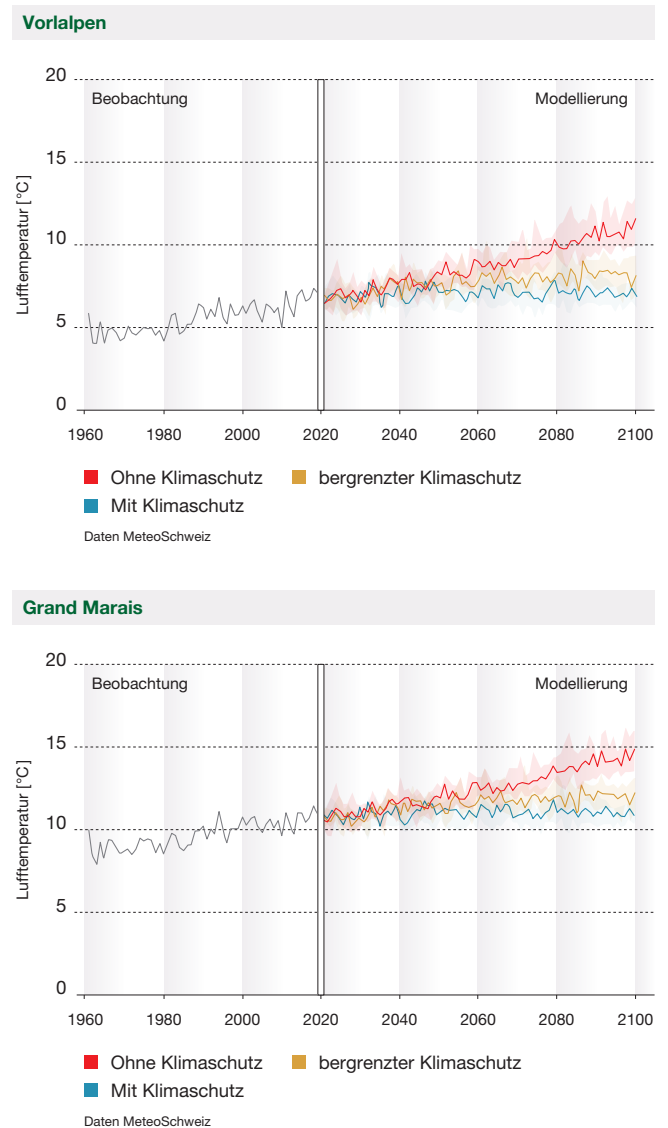 Vorlalpen
20
Beobachtung
Modellierung
15
Lufftemperatur [°C]
10
5
0
1960 1980 2000 2020 2040 2060 2080 2100
Ohne Klimaschutz bergrenzter Klimaschutz
Mit Klimaschutz
Daten MeteoSchweiz
Grand Marais
20
Beobachtung
Modellierung
15
Lufftemperatur [°C]
10
5
0
1960 1980 2000 2020 2040 2060 2080 2100
Ohne Klimaschutz bergrenzter Klimaschutz
Mit Klimaschutz
Daten MeteoSchweiz